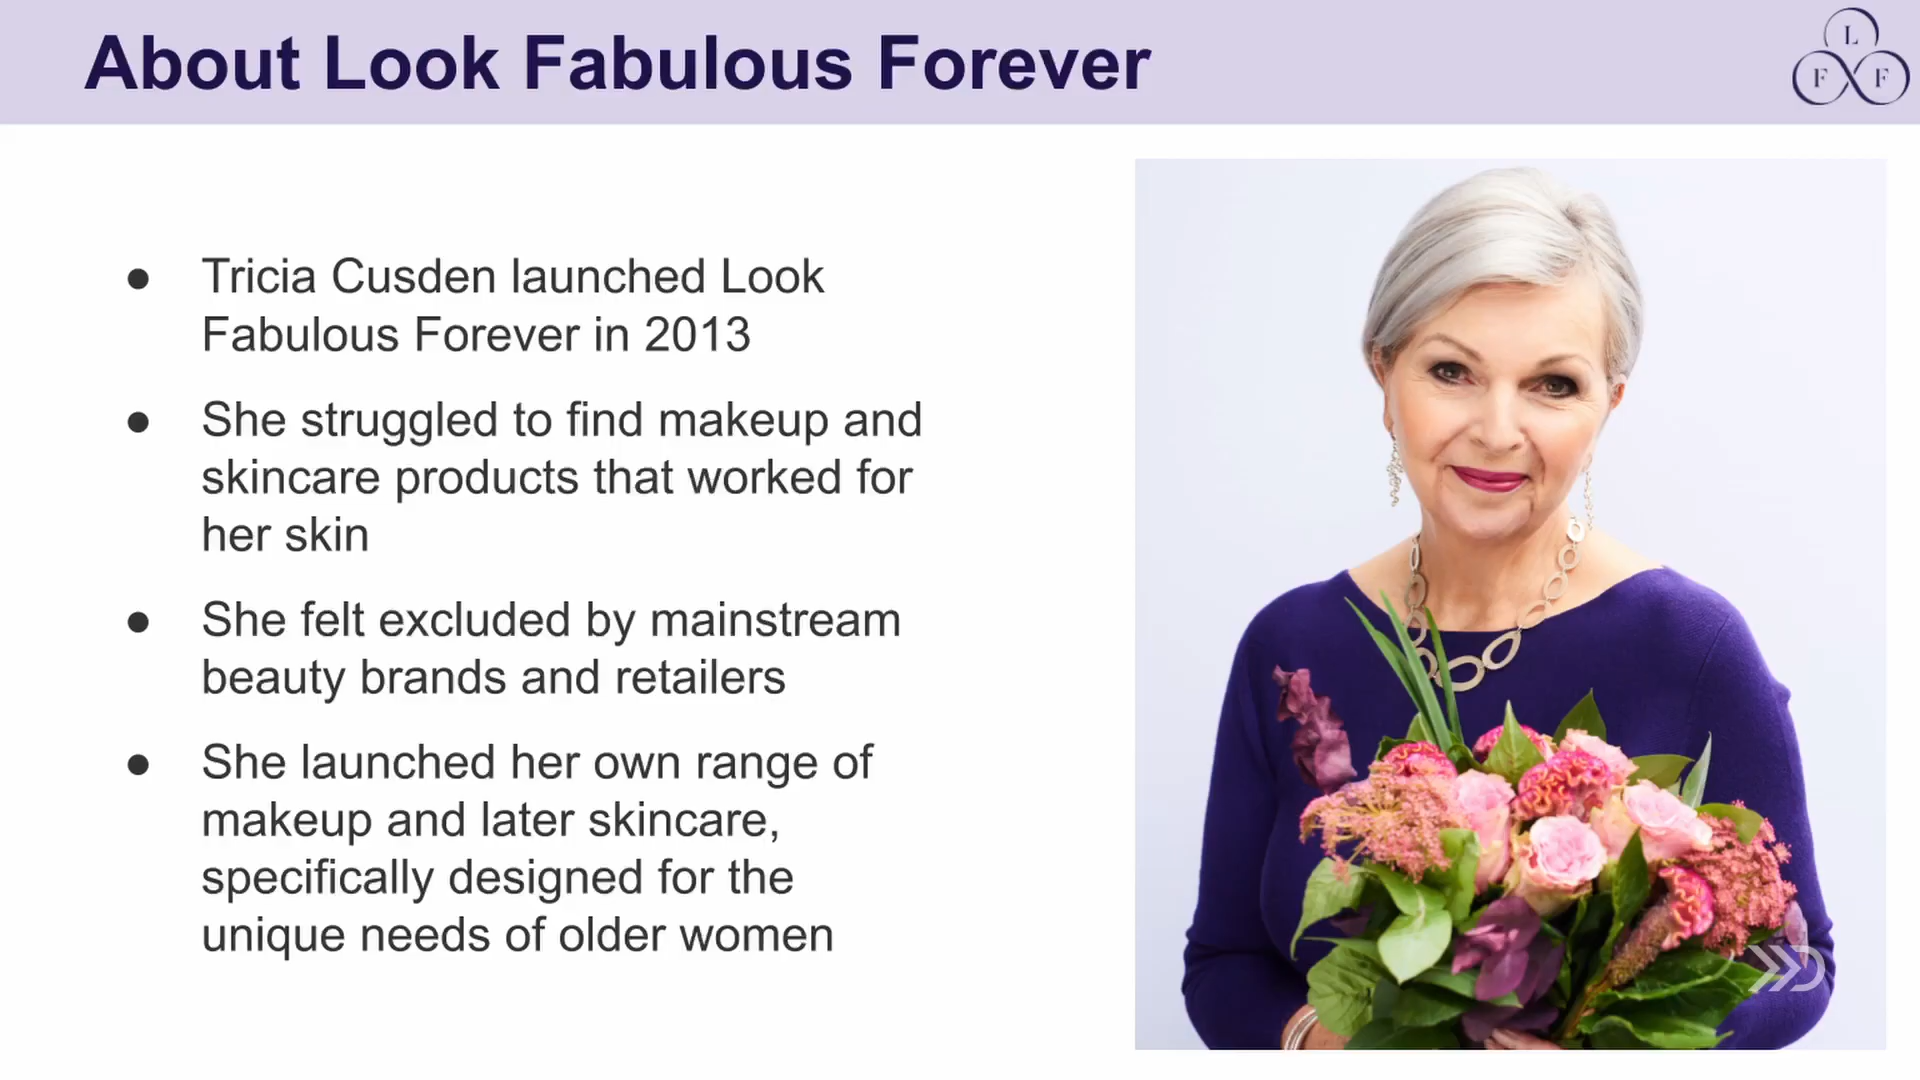 About Look Fabulous Forever
L
F F
● Tricia Cusden launched Look
Fabulous Forever in 2013
● She struggled to find makeup and
skincare products that worked for
her skin
● She felt excluded by mainstream
beauty brands and retailers
● She launched her own range of
makeup and later skincare,
specifically designed for the
unique needs of older women